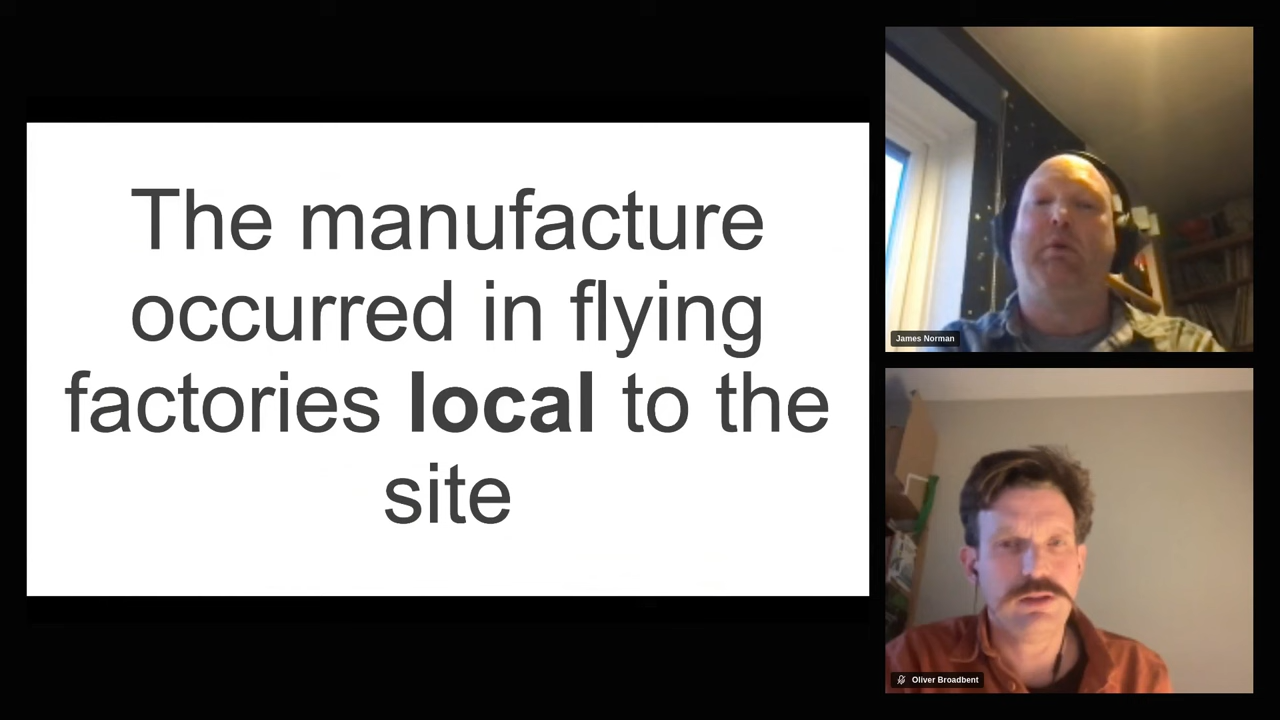 The manufacture
occurred in flying
factories local to the
site
James Norman
Oliver Broadbent